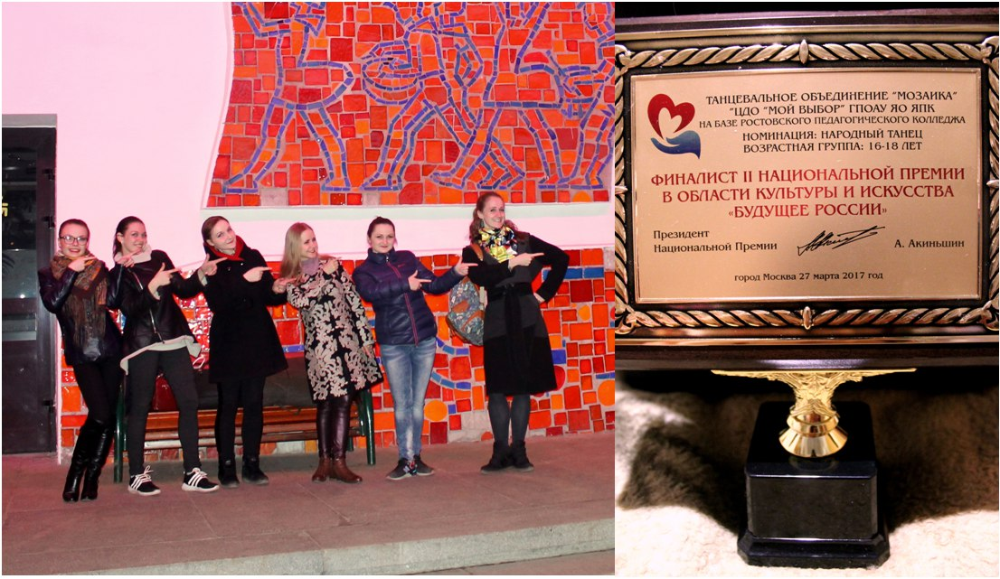 ТАНЦЕВАЛЬНОЕ ОБЪЕДИНЕНИЕ "МОЗАИКА"
"ЦДО "МОЙ ВЫБОР" ГПОАУ ЯО ЯПК
НА БАЗЕ РОСТОВСКОГО ПЕДАГОГИЧЕСКОГО КОЛЛЕДЖА
НОМИНАЦИЯ: НАРОДНЫЙ ТАНЕЦ
ВОЗРАСТНАЯ ГРУППА: 16-18 ЛЕТ
ФИНАЛИСТ II НАЦИОНАЛЬНОЙ ПРЕМИИ
В ОБЛАСТИ КУЛЬТУРЫ И ИСКУССТВА
«БУДУЩЕЕ РОССИИ»
Президент
Национальной Премии А. Акиньшин
город Москва 27 марта 2017 год